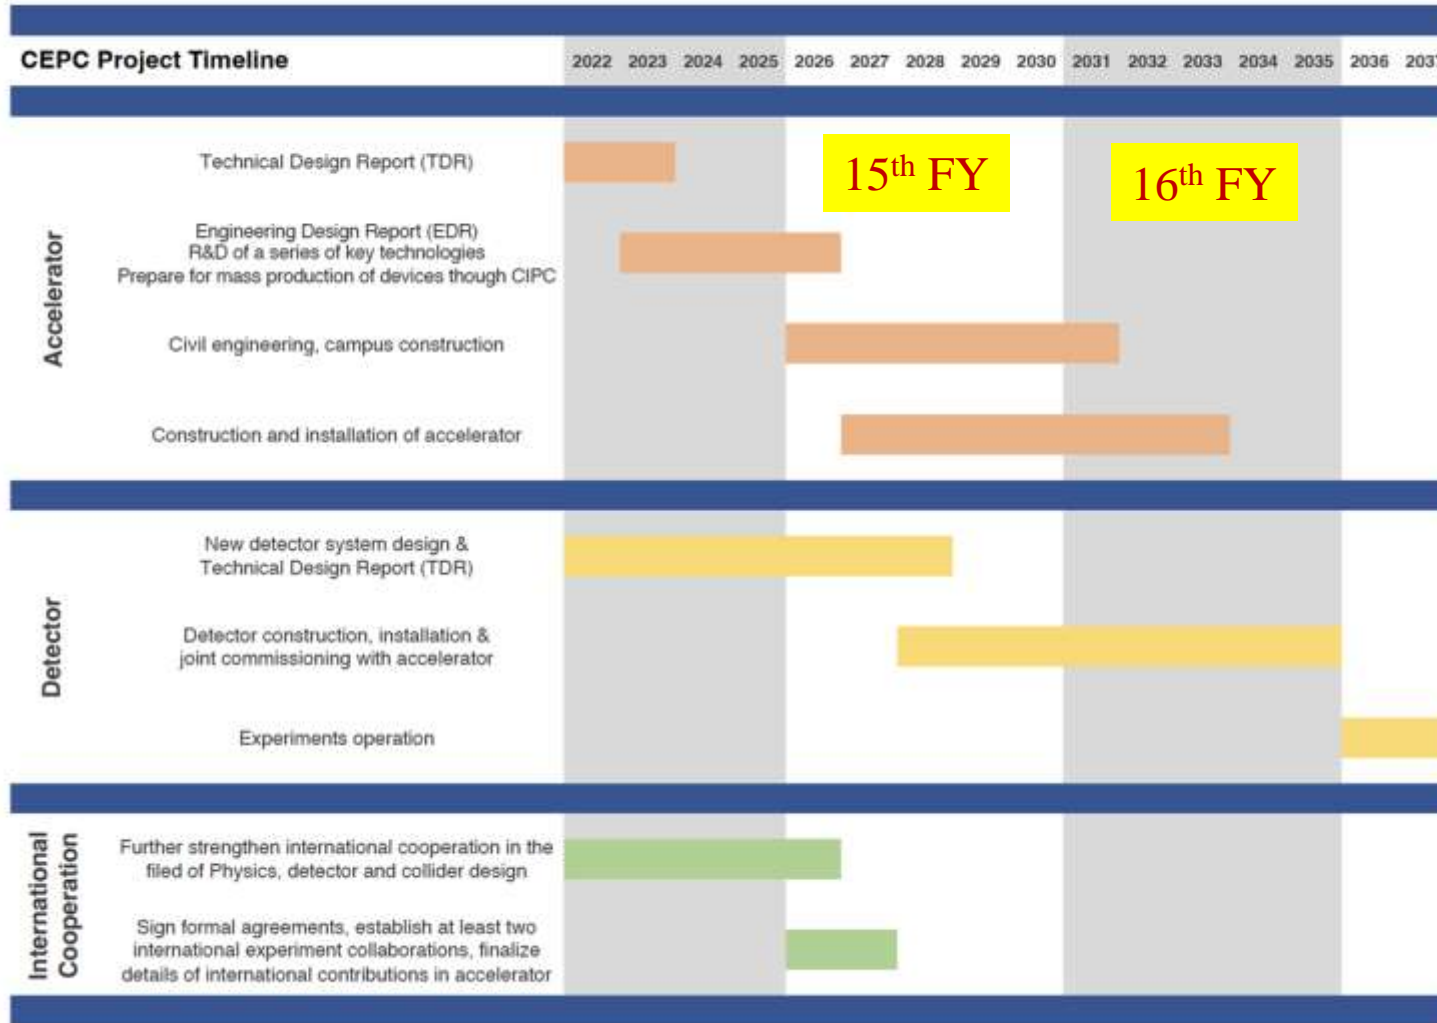 CEPC Project Timeline 2022 2023 2024 2025 2026 2027 2028 2029 2030 2031 2032 2033 2034 2035 2036 2037
Accelerator
Technical Design Report (TDR)
15th FY
16th FY
Engineering Design Report (EDR)
R&D of a series of key technologies
Prepare for mass production of devices though CIPC
Civil engineering, campus construction
Construction and installation of accelerator
Detector
New detector system design &
Technical Design Report (TDR)
Detector construction, installation &
joint commissioning with accelerator
Experiments operation
International
Cooperation
Further strengthen international cooperation in the
filed of Physics, detector and collider design
Sign formal agreements, establish at least two
international experiment collaborations, finalize
details of international contributions in accelerator